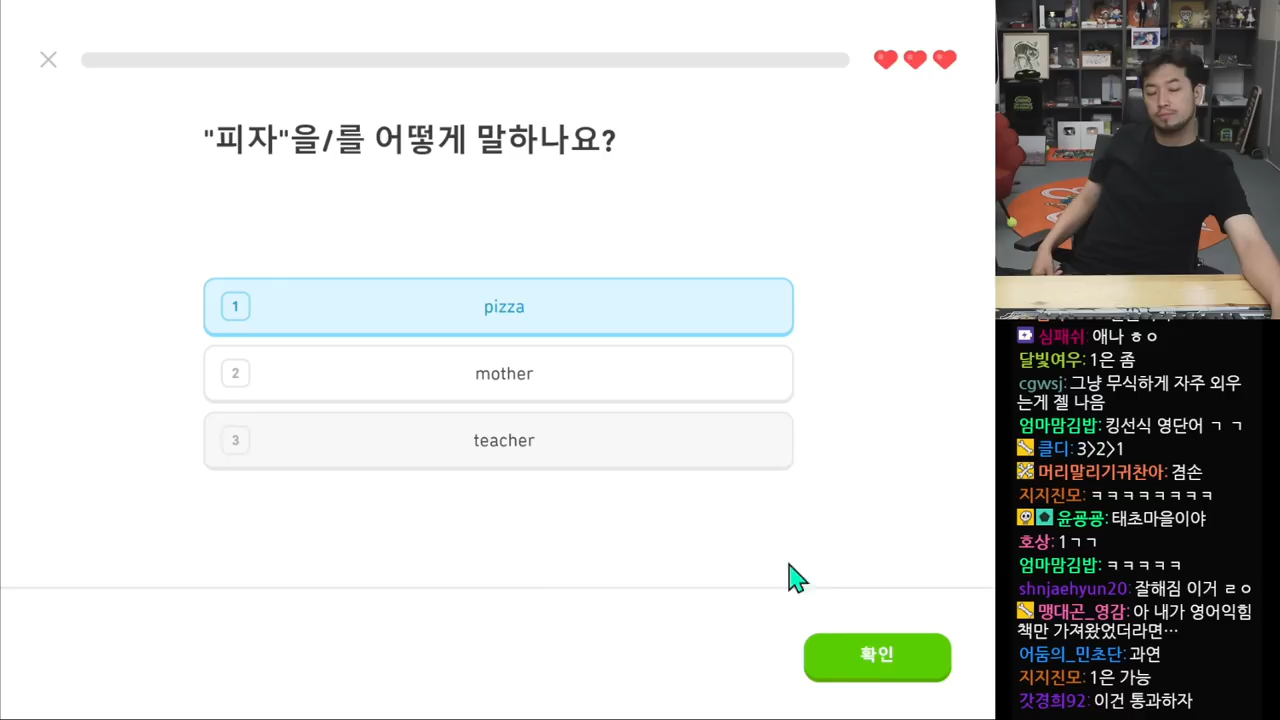 "피자"을/를 어떻게 말하나요?
1 pizza
2 mother
3 teacher
확인
심패쉬: 애나 ㅎㅇ
달빛여우: 1은 좀
cgwsj: 그냥 무식하게 자주 외우
는게 젤 나음
엄마맘김밥: 킹선식 영단어 ㄱ ㄱ
클디: 3>2>1
머리말리기귀찬아: 겸손
지지진모: ㅋㅋㅋㅋㅋㅋㅋㅋ
윤굥굥: 태초마을이야
호상: 1ㄱㄱ
엄마맘김밥: ㅋㅋㅋㅋㅋ
shnjaehyun20: 잘해짐 이거 ㄹㅇ
맹대곤_영감: 아 내가 영어익힘
책만 가져왔었더라면…
어둠의_민초단: 과연
지지진모: 1은 가능
갓경희92: 이건 통과하자